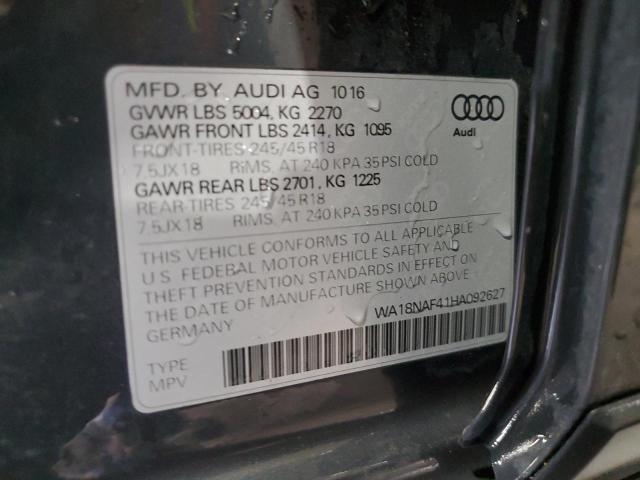 MFD. BY. AUDI AG 10 16
GVWR LBS 5004, KG 2270
GAWR FRONT LBS 2414, KG 1095
FRONT-TIRES 245/45 R18
7.5JX18 RIMS, AT 240 KPA 35 PSI COLD
GAWR REAR LBS 2701, KG 1225
REAR-TIRES 245/45 R18
7.5JX18 RIMS, AT 240 KPA 35 PSI COLD
Audi
THIS VEHICLE CONFORMS TO ALL APPLICABLE
U.S. FEDERAL MOTOR VEHICLE SAFETY AND
THEFT PREVENTION STANDARDS IN EFFECT ON
THE DATE OF MANUFACTURE SHOWN ABOVE.
GERMANY
WA18NAF41HA092627
TYPE
MPV